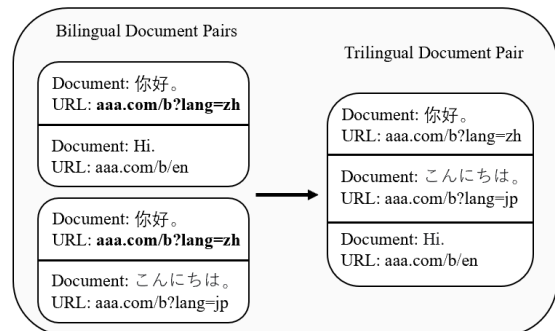 Bilingual Document Pairs
Document: 你好。
URL: aaa.com/b?lang=zh
Document: Hi.
URL: aaa.com/b/en
Document: 你好。
URL: aaa.com/b?lang=zh
Document: こんにちは。
URL: aaa.com/b?lang=jp
Trilingual Document Pair
Document: 你好。
URL: aaa.com/b?lang=zh
Document: こんにちは。
URL: aaa.com/b?lang=jp
Document: Hi.
URL: aaa.com/b/en